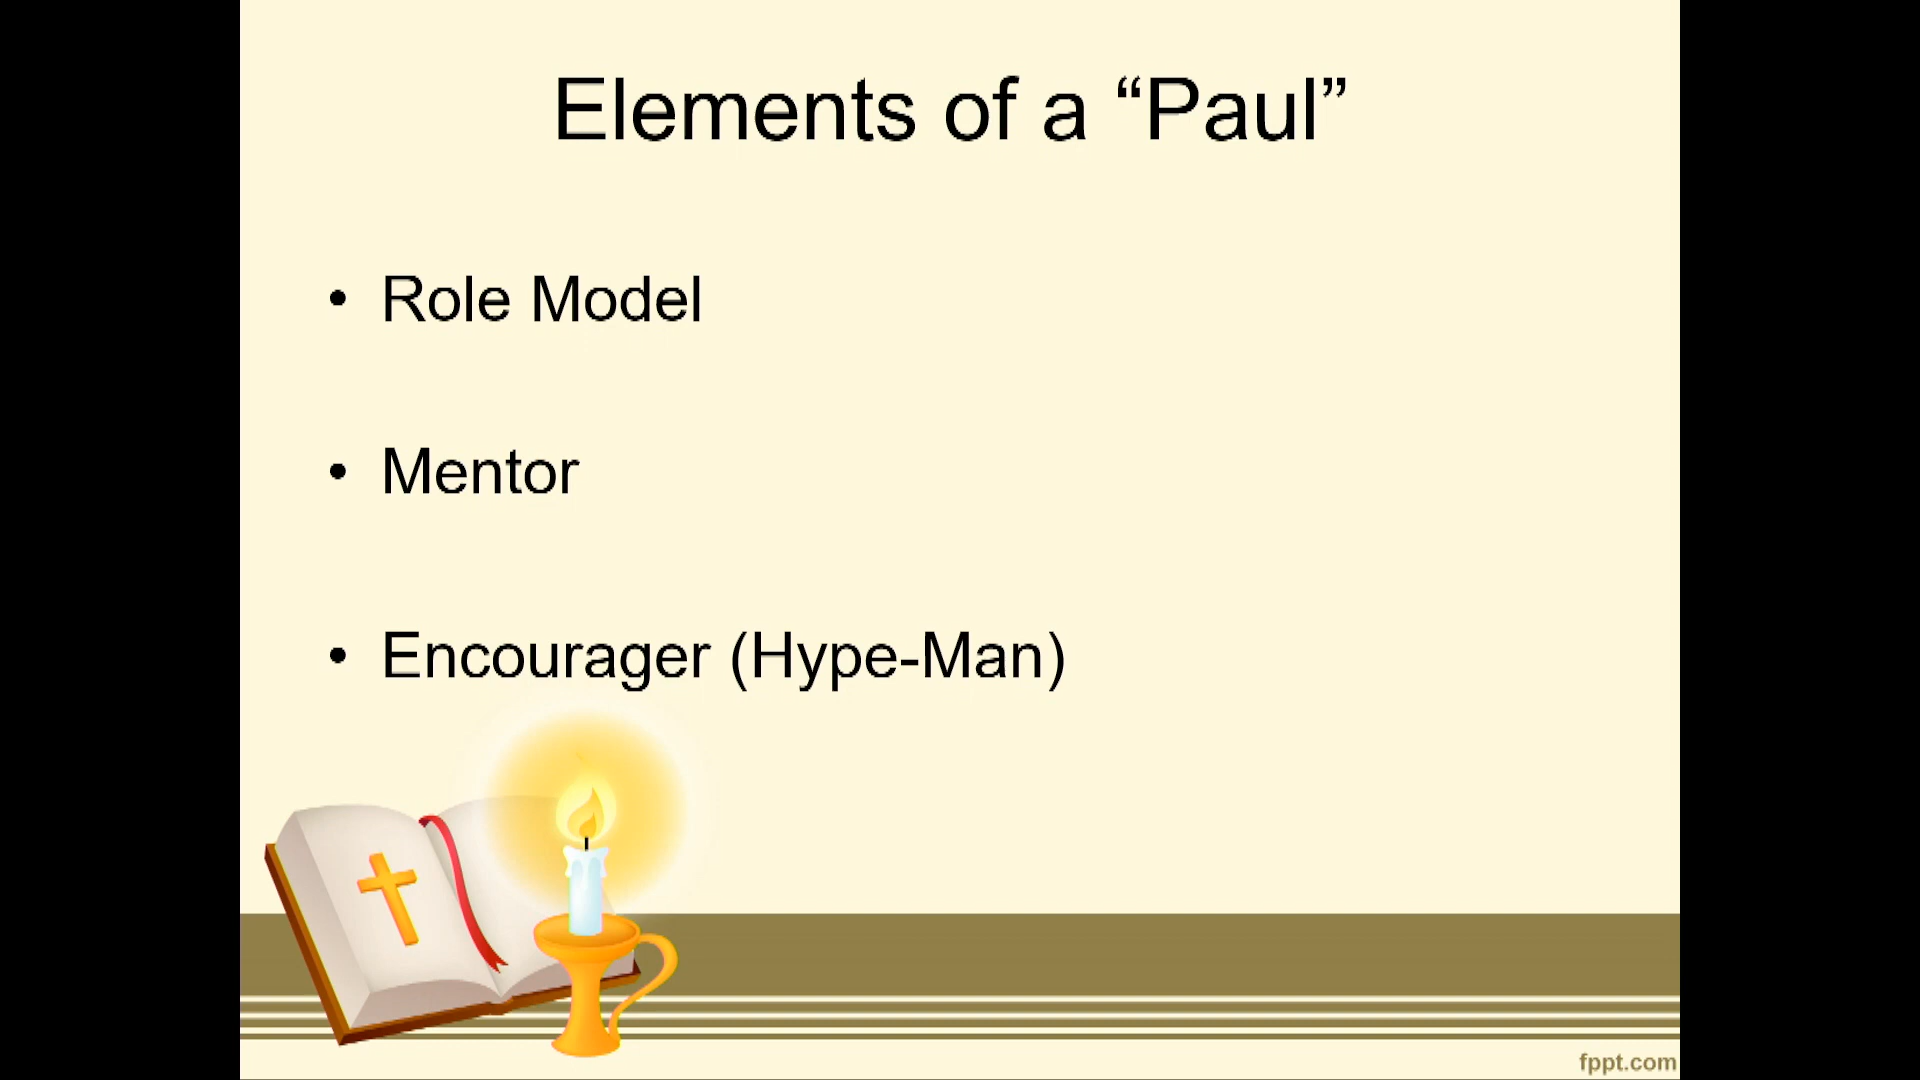 Elements of a “Paul”
• Role Model
• Mentor
• Encourager (Hype-Man)
fppt.com